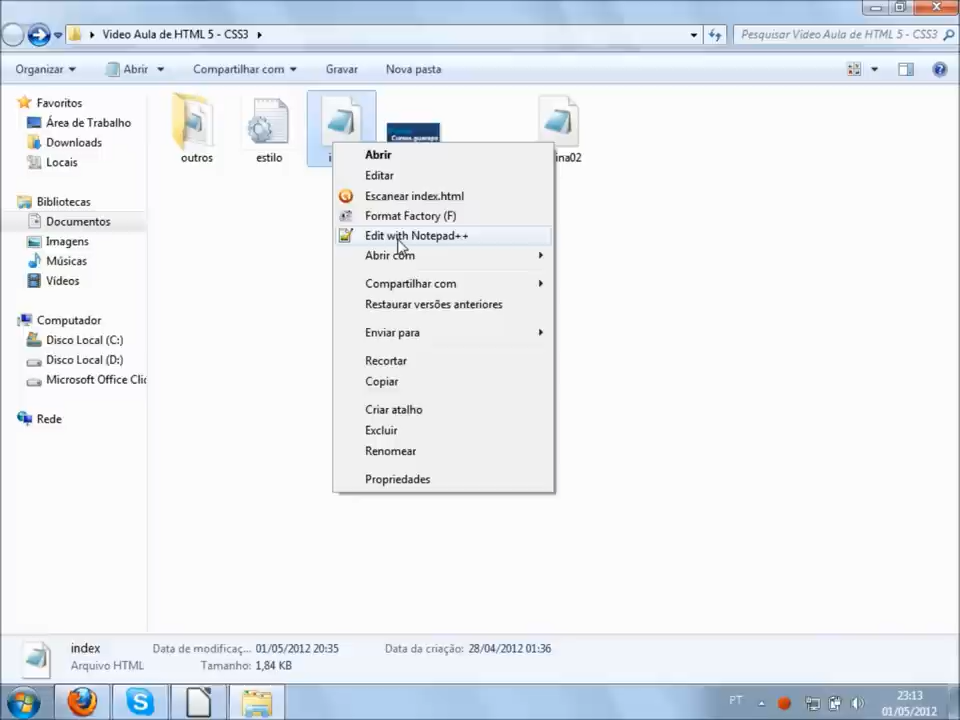 Video Aula de HTML 5 - CSS3
Pesquisar Video Aula de HTML 5 - CSS3
Organizar
Abrir
Compartilhar com
Gravar
Nova pasta
Favoritos
Área de Trabalho
Downloads
Locais
Bibliotecas
Documentos
Imagens
Músicas
Vídeos
Computador
Disco Local (C:)
Disco Local (D:)
Microsoft Office Clic
Rede
outros
estilo
Abrir
Editar
Escanear index.html
Format Factory (F)
Edit with Notepad++
Abrir com
Compartilhar com
Restaurar versões anteriores
Enviar para
Recortar
Copiar
Criar atalho
Excluir
Renomear
Propriedades
index
Arquivo HTML
Data de modificaç... 01/05/2012 20:35
Tamanho: 1,84 KB
Data da criação: 28/04/2012 01:36
PT
23:13
01/05/2012